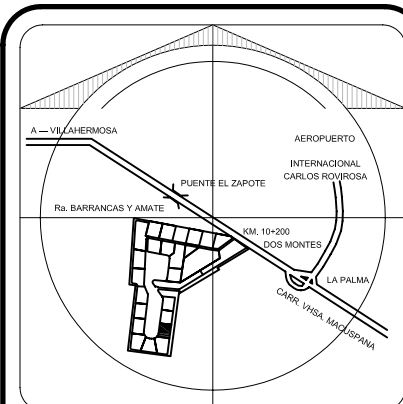 A — VILLAHERMOSA
AEROPUERTO
INTERNACIONAL
CARLOS ROVIROSA
PUENTE EL ZAPOTE
Ra. BARRANCAS Y AMATE
KM. 10+200
DOS MONTES
LA PALMA
CARR. VHSA. MACUSPANA